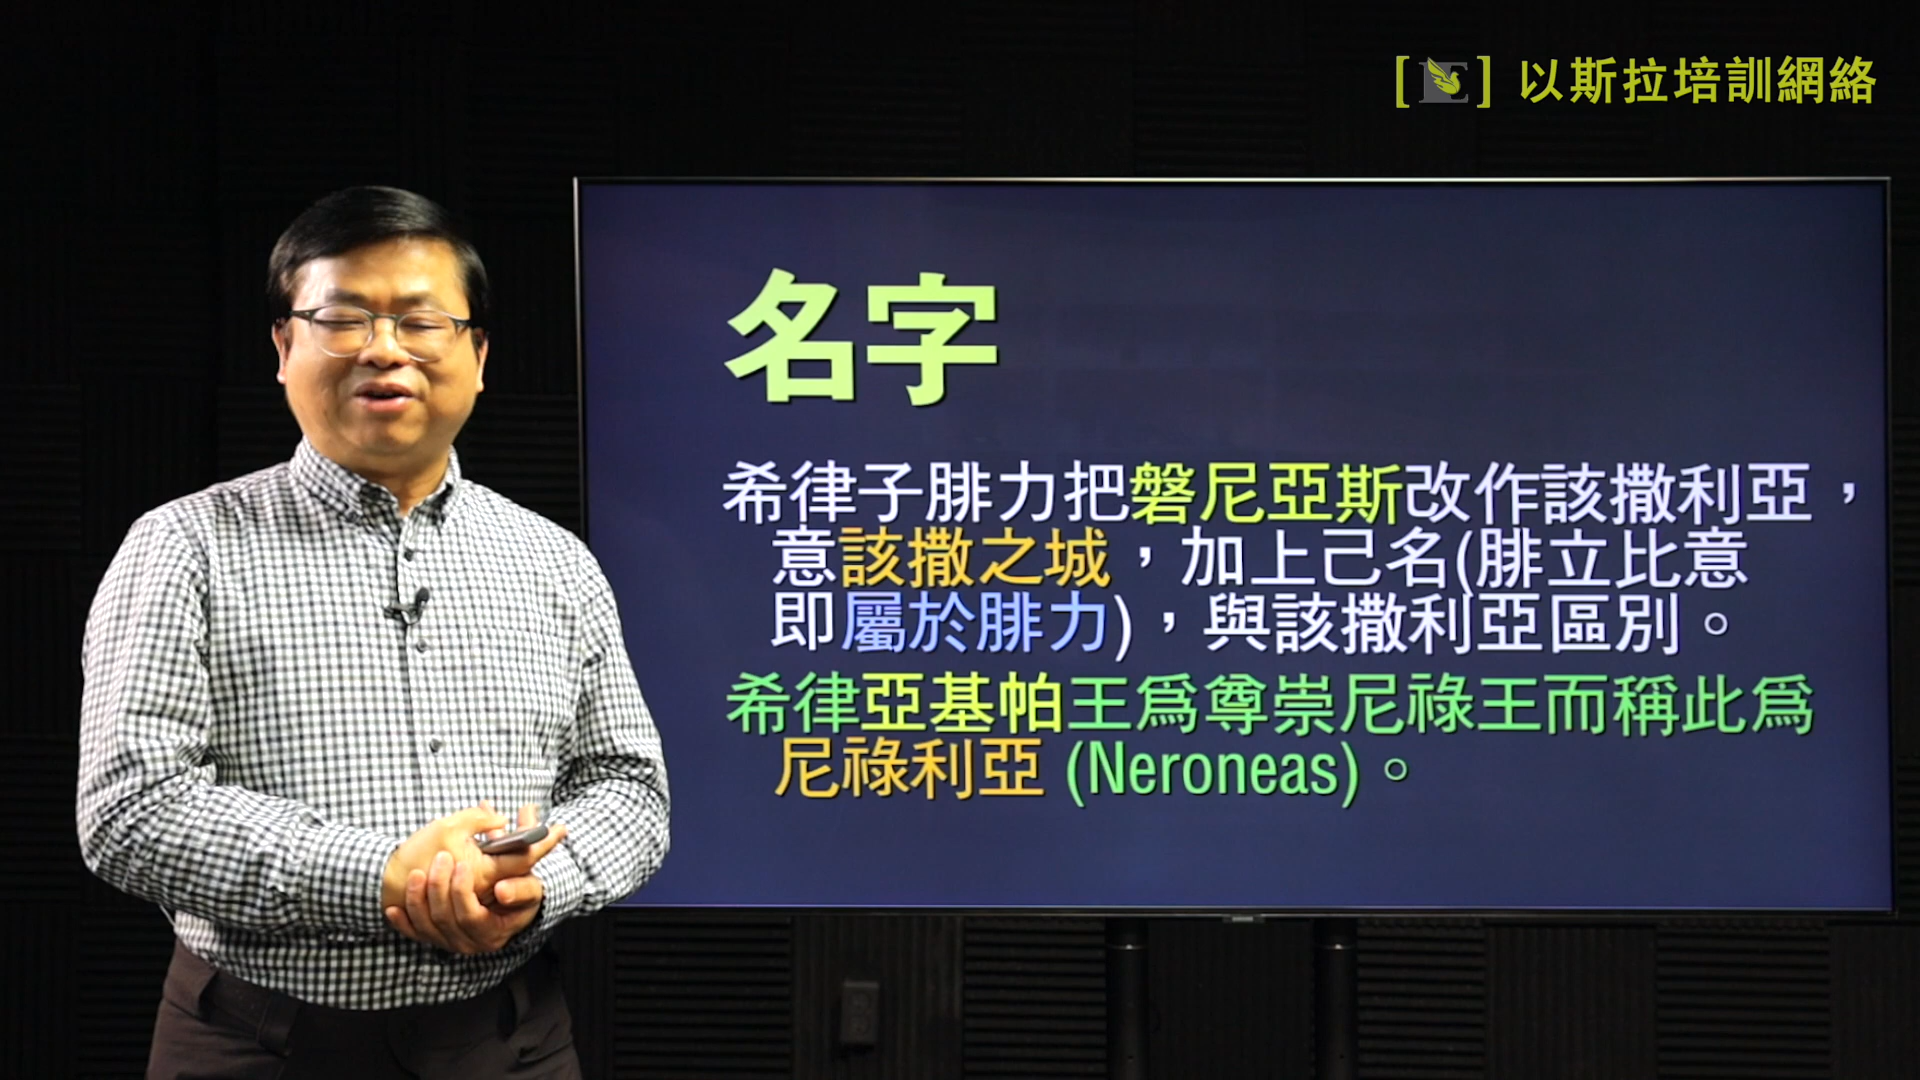 [E] 以斯拉培訓網絡
名字
希律子腓力把磐尼亞斯改作該撒利亞，
意該撒之城，加上己名(腓立比意
即屬於腓力)，與該撒利亞區別。
希律亞基帕王為尊崇尼祿王而稱此為
尼祿利亞 (Neroneas)。